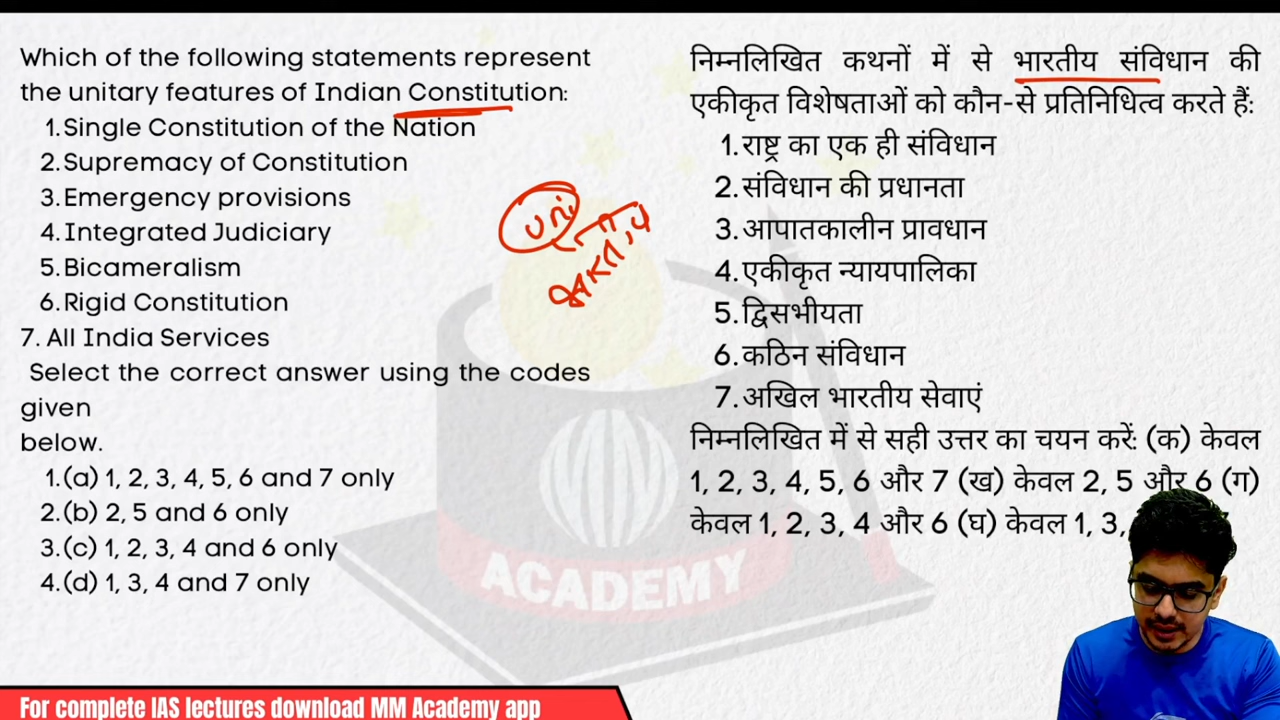 Which of the following statements represent
the unitary features of Indian Constitution:
1.Single Constitution of the Nation
2.Supremacy of Constitution
3.Emergency provisions
4.Integrated Judiciary
5.Bicameralism
6.Rigid Constitution
7. All India Services
Select the correct answer using the codes
given
below.
1.(a) 1, 2, 3, 4, 5, 6 and 7 only
2.(b) 2, 5 and 6 only
3.(c) 1, 2, 3, 4 and 6 only
4.(d) 1, 3, 4 and 7 only
निम्नलिखित कथनों में से भारतीय संविधान की
एकीकृत विशेषताओं को कौन-से प्रतिनिधित्व करते हैं:
1.राष्ट्र का एक ही संविधान
2.संविधान की प्रधानता
3.आपातकालीन प्रावधान
4.एकीकृत न्यायपालिका
5.द्विसभीयता
6.कठिन संविधान
7.अखिल भारतीय सेवाएं
निम्नलिखित में से सही उत्तर का चयन करें: (क) केवल
1, 2, 3, 4, 5, 6 और 7 (ख) केवल 2, 5 और 6 (ग)
केवल 1, 2, 3, 4 और 6 (घ) केवल 1, 3,
uni
ACADEMY
For complete IAS lectures download MM Academy app